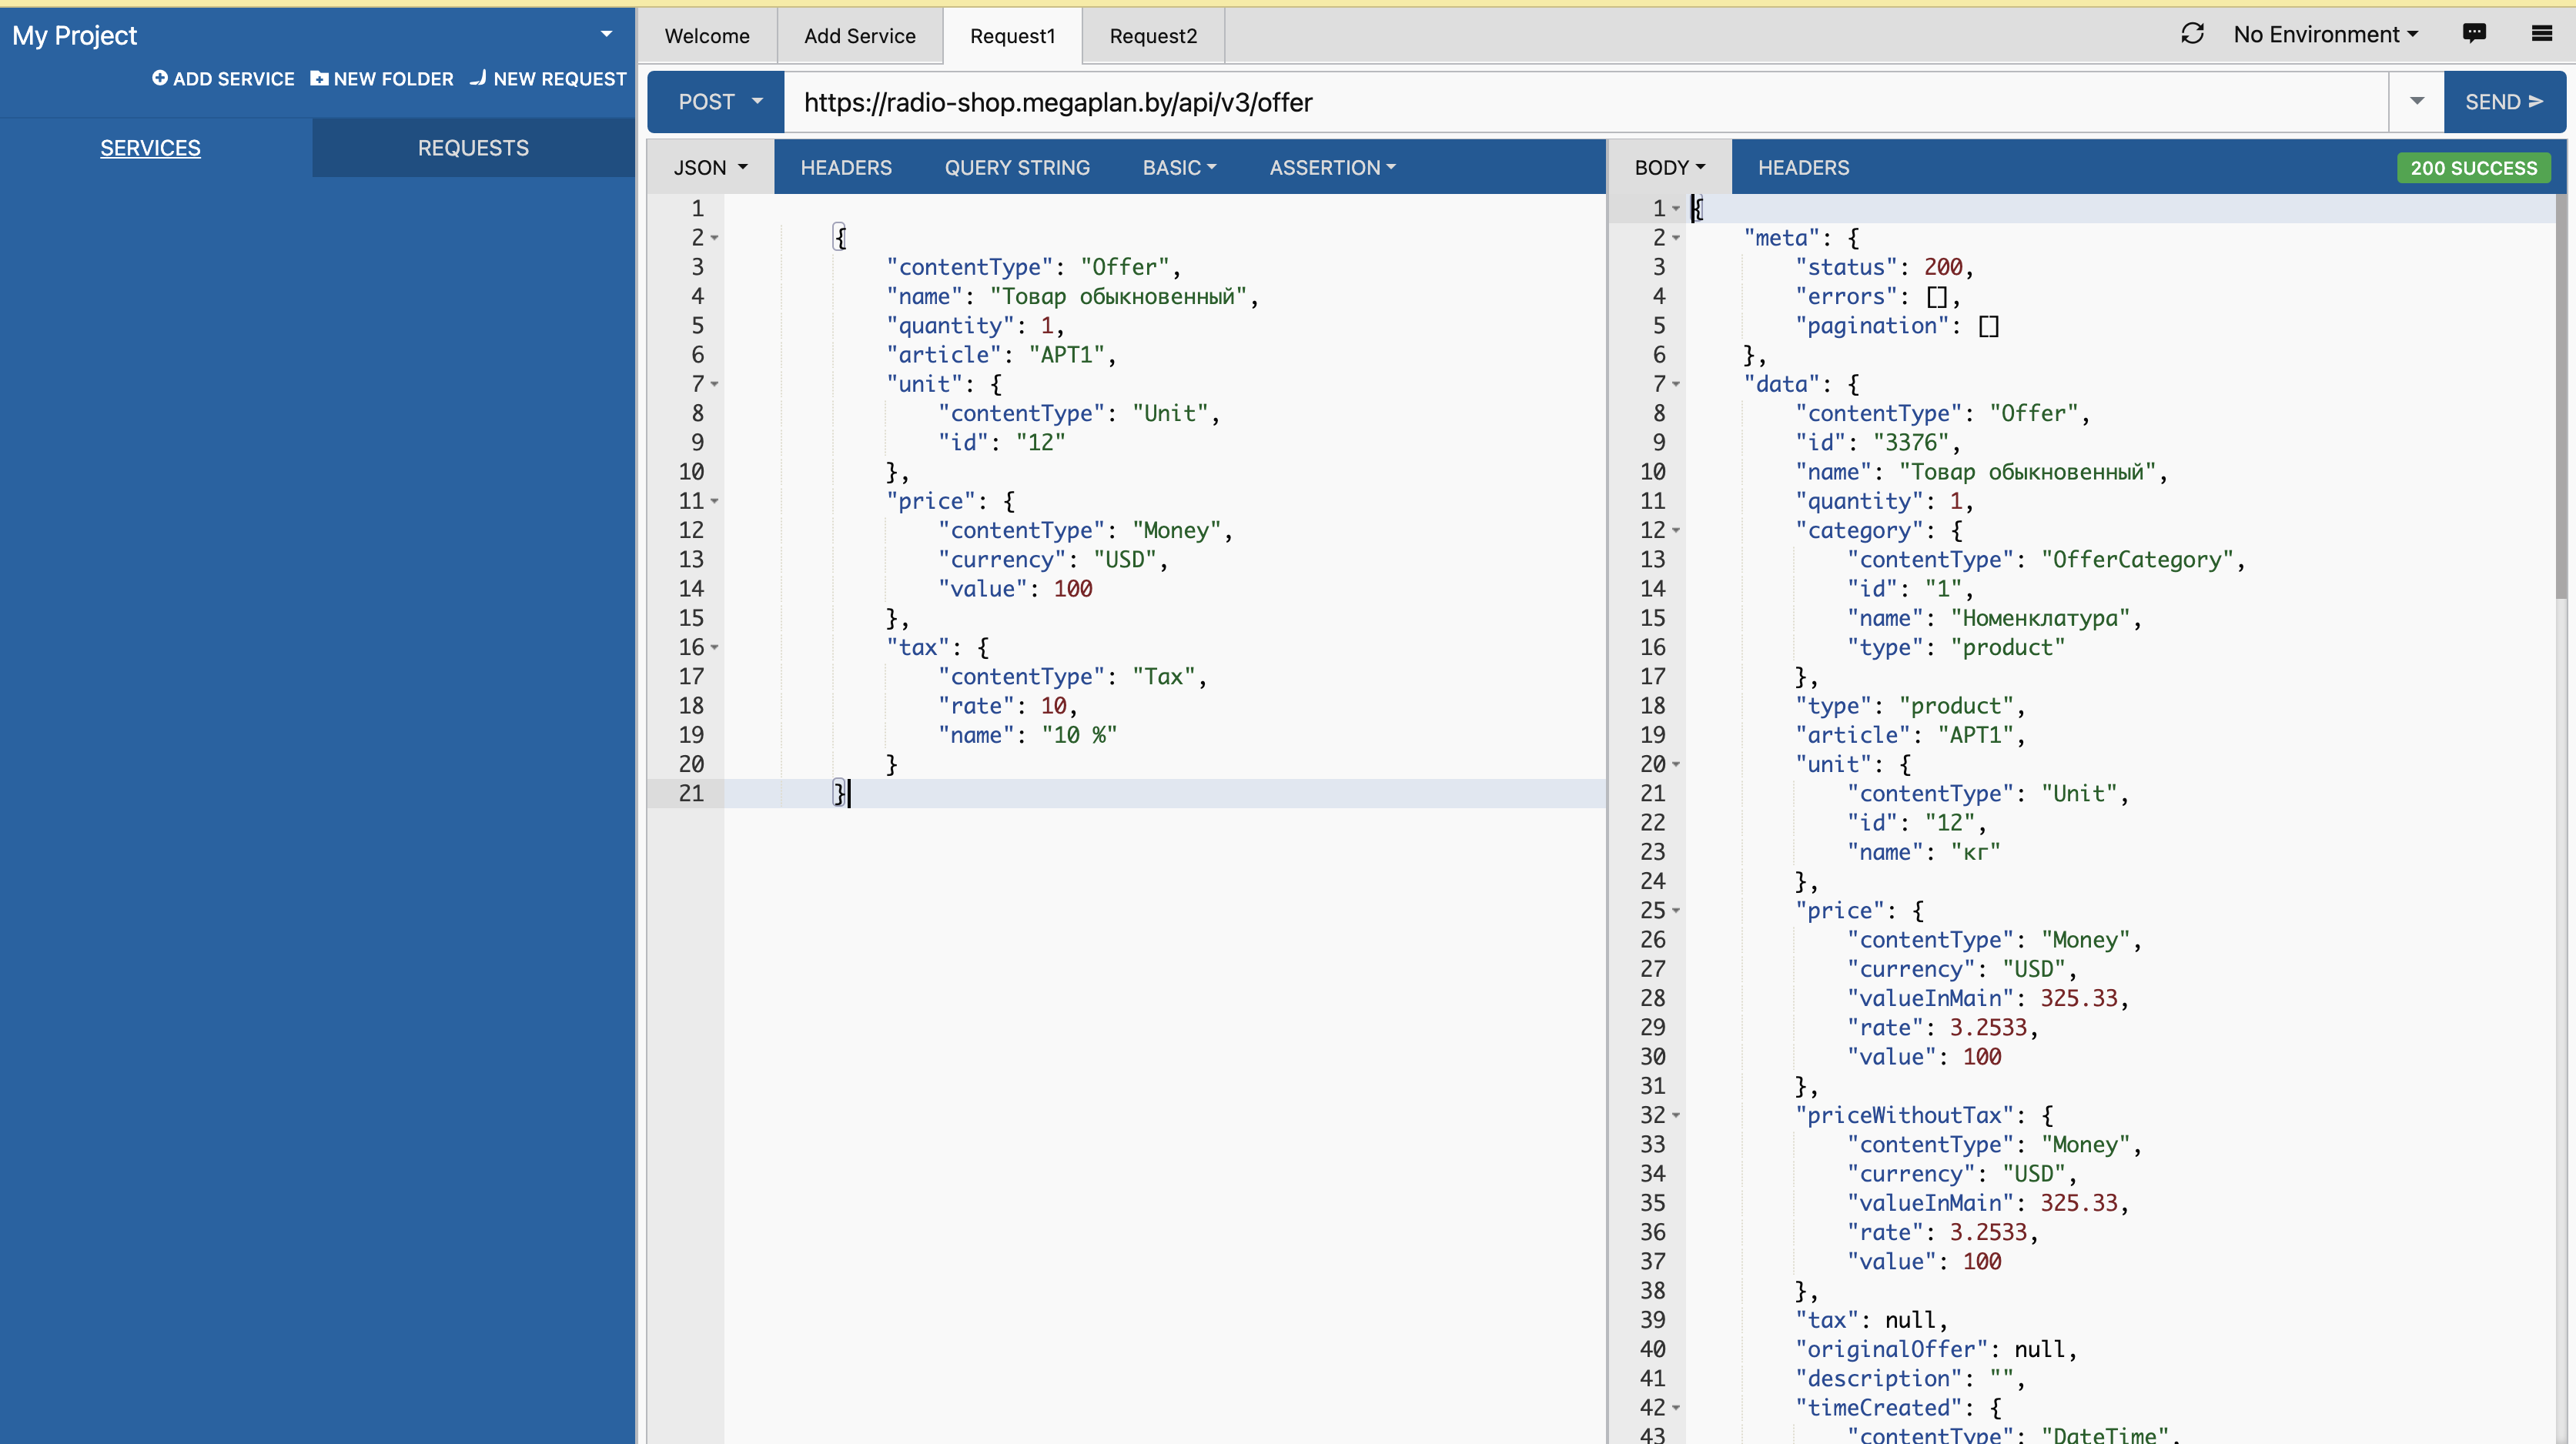 My Project
ADD SERVICE NEW FOLDER NEW REQUEST
SERVICES REQUESTS
Welcome Add Service Request1 Request2 No Environment
POST https://radio-shop.megaplan.by/api/v3/offer SEND
JSON HEADERS QUERY STRING BASIC ASSERTION
1
2 {
3 "contentType": "Offer",
4 "name": "Товар обыкновенный",
5 "quantity": 1,
6 "article": "АРТ1",
7 "unit": {
8 "contentType": "Unit",
9 "id": "12"
10 },
11 "price": {
12 "contentType": "Money",
13 "currency": "USD",
14 "value": 100
15 },
16 "tax": {
17 "contentType": "Tax",
18 "rate": 10,
19 "name": "10 %"
20 }
21 }
BODY HEADERS 200 SUCCESS
1 {
2 "meta": {
3 "status": 200,
4 "errors": [],
5 "pagination": []
6 },
7 "data": {
8 "contentType": "Offer",
9 "id": "3376",
10 "name": "Товар обыкновенный",
11 "quantity": 1,
12 "category": {
13 "contentType": "OfferCategory",
14 "id": "1",
15 "name": "Номенклатура",
16 "type": "product"
17 },
18 "type": "product",
19 "article": "АРТ1",
20 "unit": {
21 "contentType": "Unit",
22 "id": "12",
23 "name": "кг"
24 },
25 "price": {
26 "contentType": "Money",
27 "currency": "USD",
28 "valueInMain": 325.33,
29 "rate": 3.2533,
30 "value": 100
31 },
32 "priceWithoutTax": {
33 "contentType": "Money",
34 "currency": "USD",
35 "valueInMain": 325.33,
36 "rate": 3.2533,
37 "value": 100
38 },
39 "tax": null,
40 "originalOffer": null,
41 "description": "",
42 "timeCreated": {
43 "contentType": "DateTime",